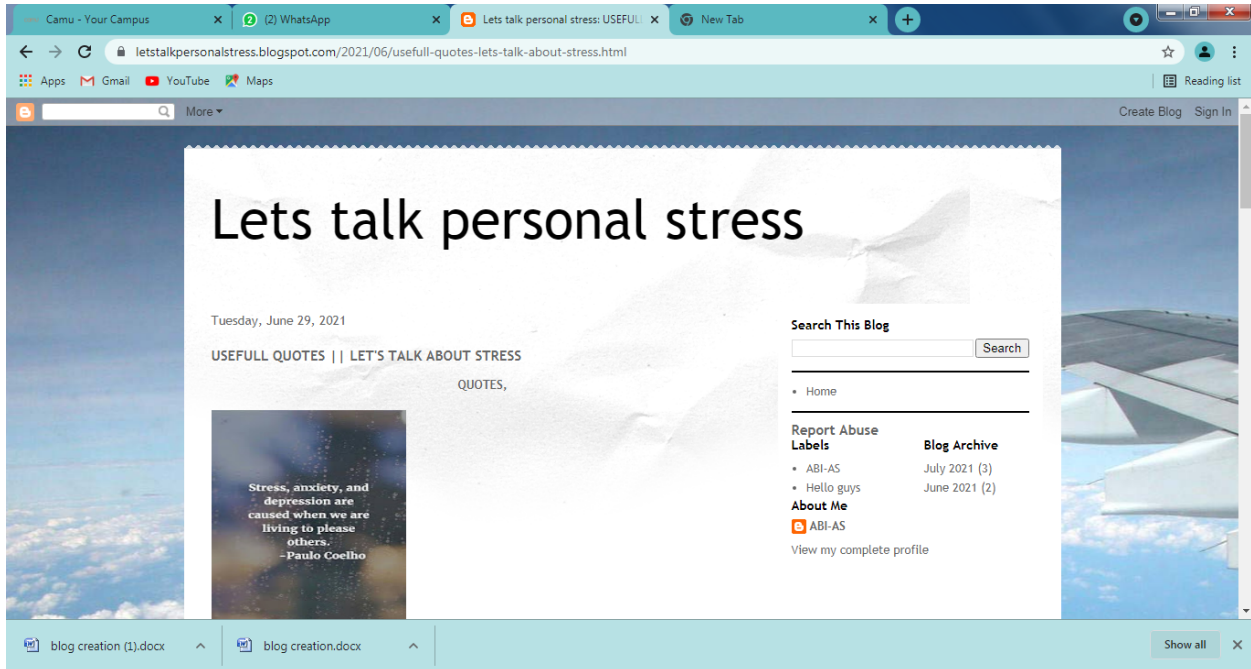 Camu - Your Campus
(2) WhatsApp
Lets talk personal stress: USEFULL
New Tab
letstalkpersonalstress.blogspot.com/2021/06/usefull-quotes-lets-talk-about-stress.html
Apps Gmail YouTube Maps
Reading list
More
Create Blog Sign In
Lets talk personal stress
Tuesday, June 29, 2021
USEFULL QUOTES || LET'S TALK ABOUT STRESS
QUOTES,
Stress, anxiety, and
depression are
caused when we are
living to please
others.
-Paulo Coelho
Search This Blog
Search
• Home
Report Abuse
Labels
• ABI-AS
• Hello guys
Blog Archive
July 2021 (3)
June 2021 (2)
About Me
ABI-AS
View my complete profile
blog creation (1).docx
blog creation.docx
Show all